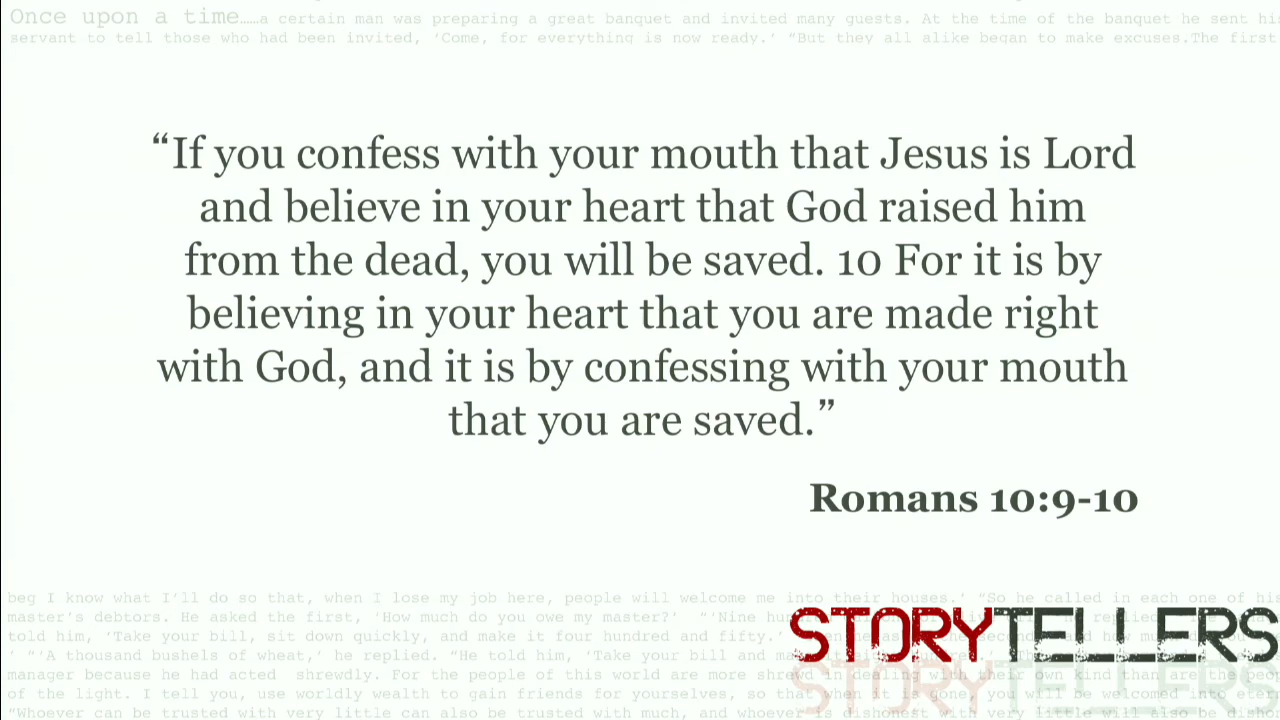 Once upon a time……a certain man was preparing a great banquet and invited many guests. At the time of the banquet he sent his
servant to tell those who had been invited, ‘Come, for everything is now ready.’ “But they all alike began to make excuses.The first
“If you confess with your mouth that Jesus is Lord
and believe in your heart that God raised him
from the dead, you will be saved. 10 For it is by
believing in your heart that you are made right
with God, and it is by confessing with your mouth
that you are saved.”
Romans 10:9-10
beg I know what I’ll do so that, when I lose my job here, people will welcome me into their houses.’ “So he called in each one of his
master’s debtors. He asked the first, ‘How much do you owe my master?’ “‘Nine
told him, ‘Take your bill, it down quickly, and make it four hundred and fifty.’
’ “‘A thousand bushels of wheat,’ he replied. “He told him, ‘Take your bill and
manager because he had acted shrewdly. For the people of this world are more shrewd in dealing with their own kind than are the
of the light. I tell you, use worldly wealth to gain friends for yourselves, so that when it is gone, you will be welcomed into
“Whoever can be trusted with very little can also be trusted with much, and whoever is dishonest with very little will also be
STORYTELLERS